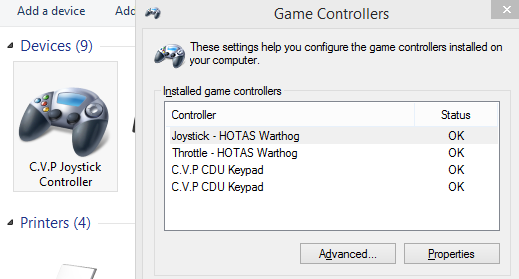 Add a device
Add a
Devices (9)
C.V.P Joystick
Controller
Printers (4)
Game Controllers
These settings help you configure the game controllers installed on
your computer.
Installed game controllers
Controller Status
Joystick - HOTAS Warthog OK
Throttle - HOTAS Warthog OK
C.V.P CDU Keypad OK
C.V.P CDU Keypad OK
Advanced... Properties